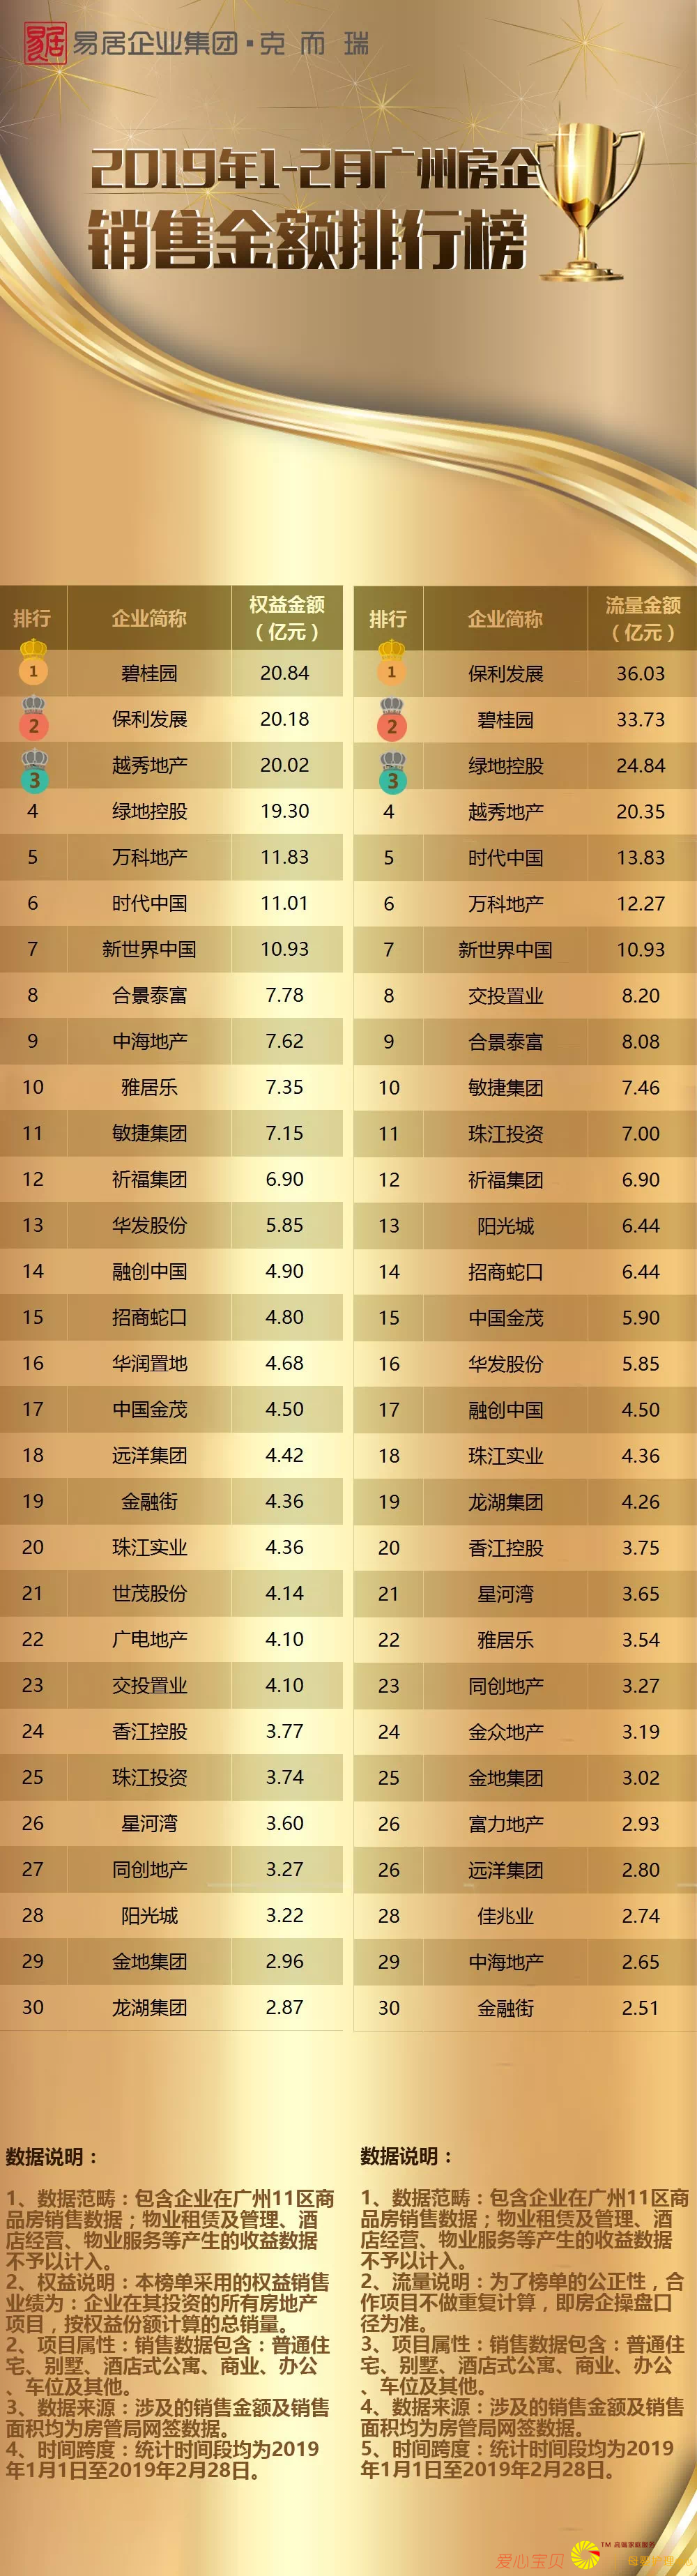 易居 易居企业集团·克而瑞
2019年1-2月广州房企
销售金额排行榜
排行 企业简称 权益金额（亿元）
1 碧桂园 20.84
2 保利发展 20.18
3 越秀地产 20.02
4 绿地控股 19.30
5 万科地产 11.83
6 时代中国 11.01
7 新世界中国 10.93
8 合景泰富 7.78
9 中海地产 7.62
10 雅居乐 7.35
11 敏捷集团 7.15
12 祈福集团 6.90
13 华发股份 5.85
14 融创中国 4.90
15 招商蛇口 4.80
16 华润置地 4.68
17 中国金茂 4.50
18 远洋集团 4.42
19 金融街 4.36
20 珠江实业 4.36
21 世茂股份 4.14
22 广电地产 4.10
23 交投置业 4.10
24 香江控股 3.77
25 珠江投资 3.74
26 星河湾 3.60
27 同创地产 3.27
28 阳光城 3.22
29 金地集团 2.96
30 龙湖集团 2.87
排行 企业简称 流量金额（亿元）
1 保利发展 36.03
2 碧桂园 33.73
3 绿地控股 24.84
4 越秀地产 20.35
5 时代中国 13.83
6 万科地产 12.27
7 新世界中国 10.93
8 交投置业 8.20
9 合景泰富 8.08
10 敏捷集团 7.46
11 珠江投资 7.00
12 祈福集团 6.90
13 阳光城 6.44
14 招商蛇口 6.44
15 中国金茂 5.90
16 华发股份 5.85
17 融创中国 4.50
18 珠江实业 4.36
19 龙湖集团 4.26
20 香江控股 3.75
21 星河湾 3.65
22 雅居乐 3.54
23 同创地产 3.27
24 金众地产 3.19
25 金地集团 3.02
26 富力地产 2.93
26 远洋集团 2.80
28 佳兆业 2.74
29 中海地产 2.65
30 金融街 2.51
数据说明：
1、数据范畴：包含企业在广州11区商
品房销售数据；物业租赁及管理、酒
店经营、物业服务等产生的收益数据
不予以计入。
2、权益说明：本榜单采用的权益销售
业绩为：企业在其投资的所有房地产
项目，按权益份额计算的总销量。
2、项目属性：销售数据包含：普通住
宅、别墅、酒店式公寓、商业、办公
、车位及其他。
3、数据来源：涉及的销售金额及销售
面积均为房管局网签数据。
4、时间跨度：统计时间段均为2019
年1月1日至2019年2月28日。
数据说明：
1、数据范畴：包含企业在广州11区商
品房销售数据；物业租赁及管理、酒
店经营、物业服务等产生的收益数据
不予以计入。
2、流量说明：为了榜单的公正性，合
作项目不做重复计算，即房企操盘口
径为准。
3、项目属性：销售数据包含：普通住
宅、别墅、酒店式公寓、商业、办公
、车位及其他。
4、数据来源：涉及的销售金额及销售
面积均为房管局网签数据。
5、时间跨度：统计时间段均为2019
年1月1日至2019年2月28日。
爱心宝贝 TM 高端家庭服务